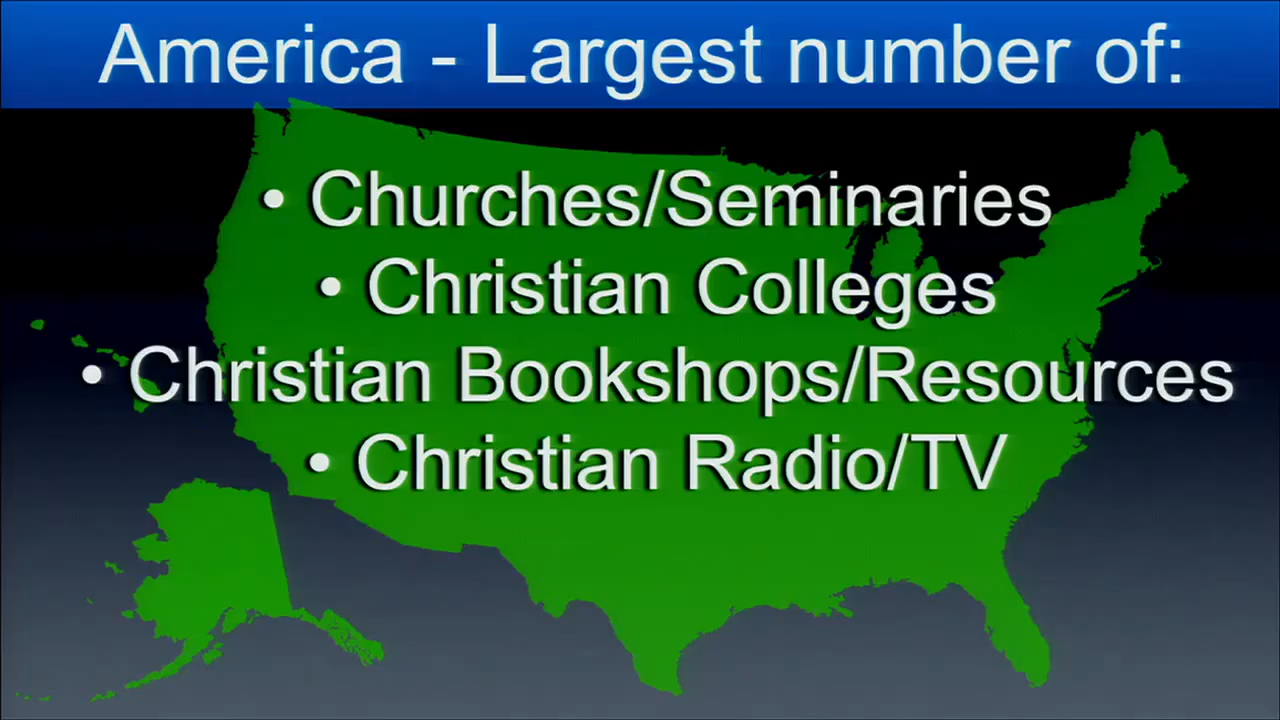 America - Largest number of:
• Churches/Seminaries
• Christian Colleges
• Christian Bookshops/Resources
• Christian Radio/TV